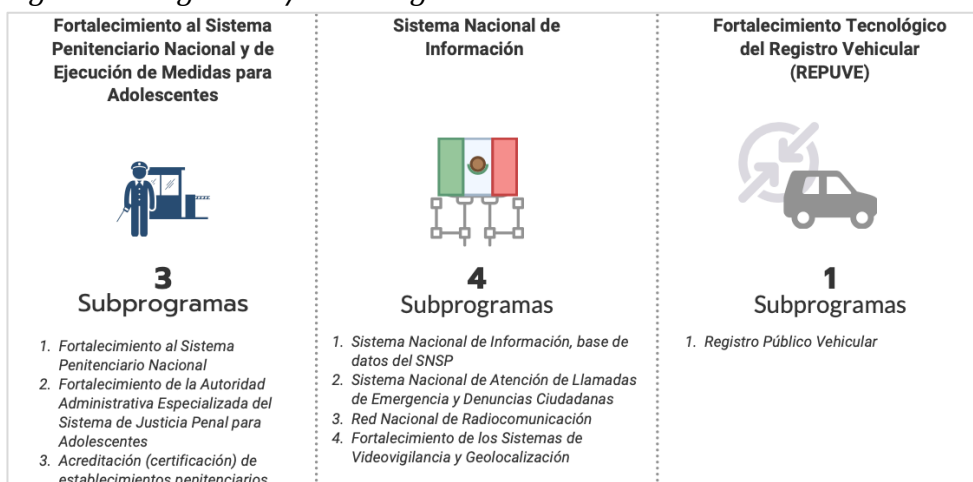 Fortalecimiento al Sistema
Penitenciario Nacional y de
Ejecución de Medidas para
Adolescentes
3
Subprogramas
1. Fortalecimiento al Sistema
Penitenciario Nacional
2. Fortalecimiento de la Autoridad
Administrativa Especializada del
Sistema de Justicia Penal para
Adolescentes
3. Acreditación (certificación) de
establecimientos penitenciarios
Sistema Nacional de
Información
4
Subprogramas
1. Sistema Nacional de Información, base de
datos del SNSP
2. Sistema Nacional de Atención de Llamadas
de Emergencia y Denuncias Ciudadanas
3. Red Nacional de Radiocomunicación
4. Fortalecimiento de los Sistemas de
Videovigilancia y Geolocalización
Fortalecimiento Tecnológico
del Registro Vehicular
(REPUVE)
1
Subprogramas
1. Registro Público Vehicular